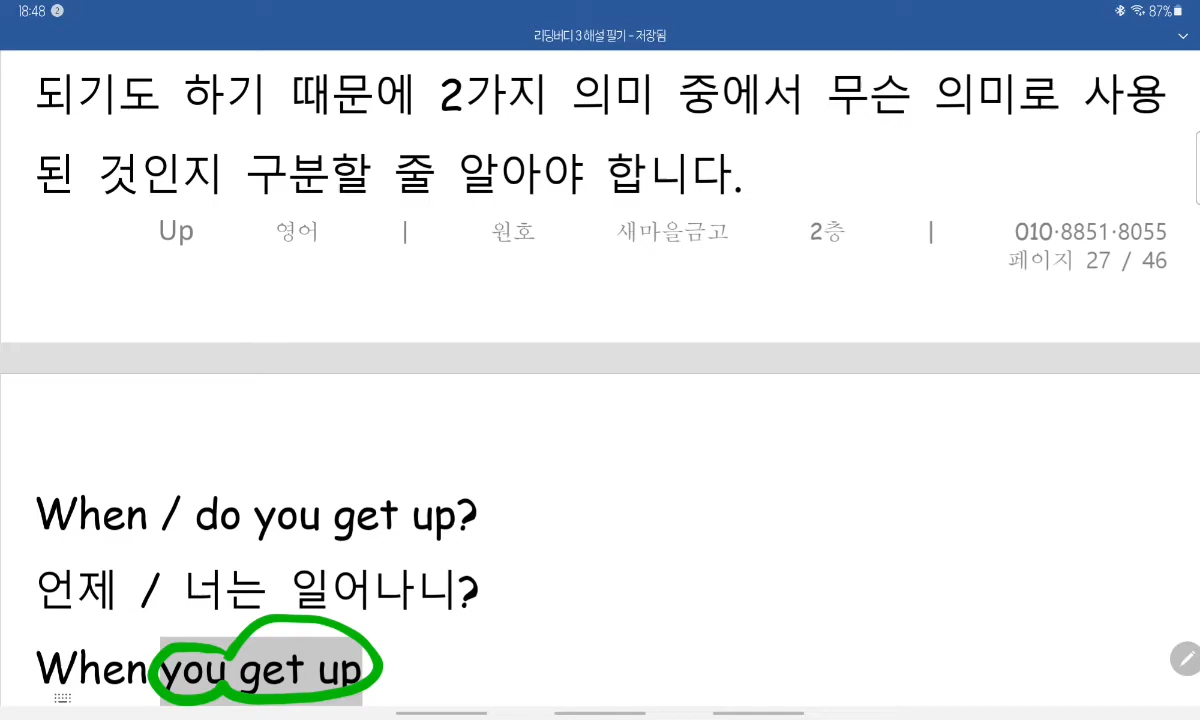 18:48 2 87%
리딩버디 3 해설 필기 - 저장됨
되기도 하기 때문에 2가지 의미 중에서 무슨 의미로 사용
된 것인지 구분할 줄 알아야 합니다.
Up 영어 | 원호 새마을금고 2층 | 010·8851·8055
페이지 27 / 46
When / do you get up?
언제 / 너는 일어나니?
When you get up